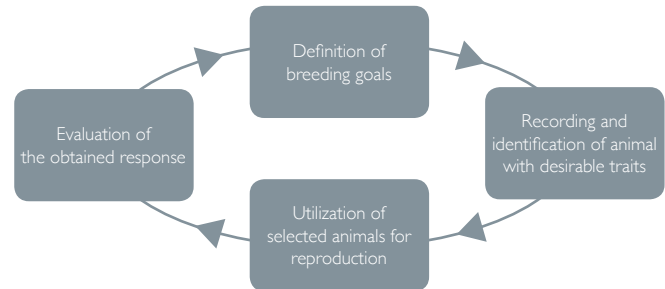 Definition of
breeding goals
Recording and
identification of animal
with desirable traits
Utilization of
selected animals for
reproduction
Evaluation of
the obtained response